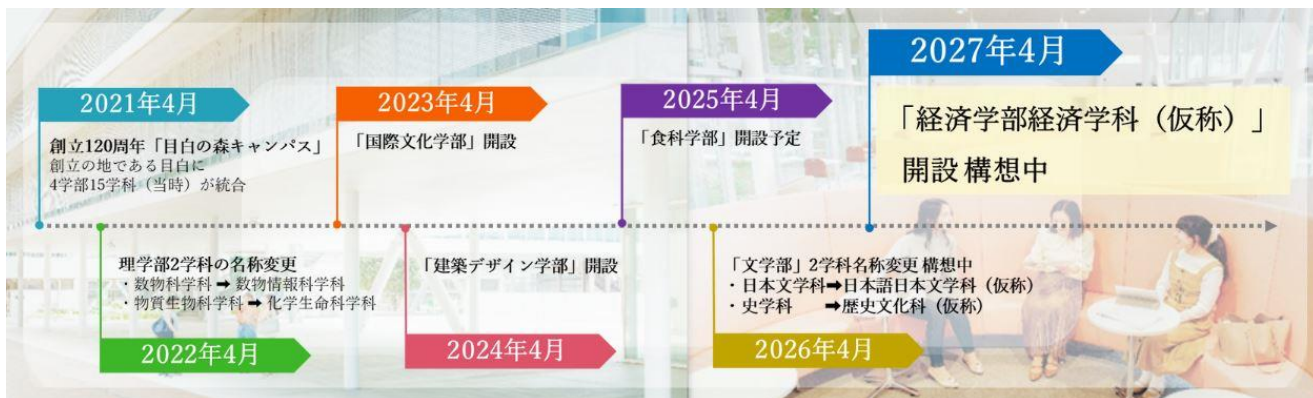 2021年4月
創立120周年「目白の森キャンパス」
創立の地である目白に
4学部15学科（当時）が統合
理学部2学科の名称変更
・数物科学科 ➡ 数物情報科学科
・物質生物科学科 ➡ 化学生命科学科
2022年4月
2023年4月
「国際文化学部」開設
「建築デザイン学部」開設
2024年4月
2025年4月
「食科学部」開設予定
「文学部」2学科名称変更 構想中
・日本文学科➡日本語日本文学科（仮称）
・史学科　　➡歴史文化科（仮称）
2026年4月
2027年4月
「経済学部経済学科（仮称）」
開設 構想中